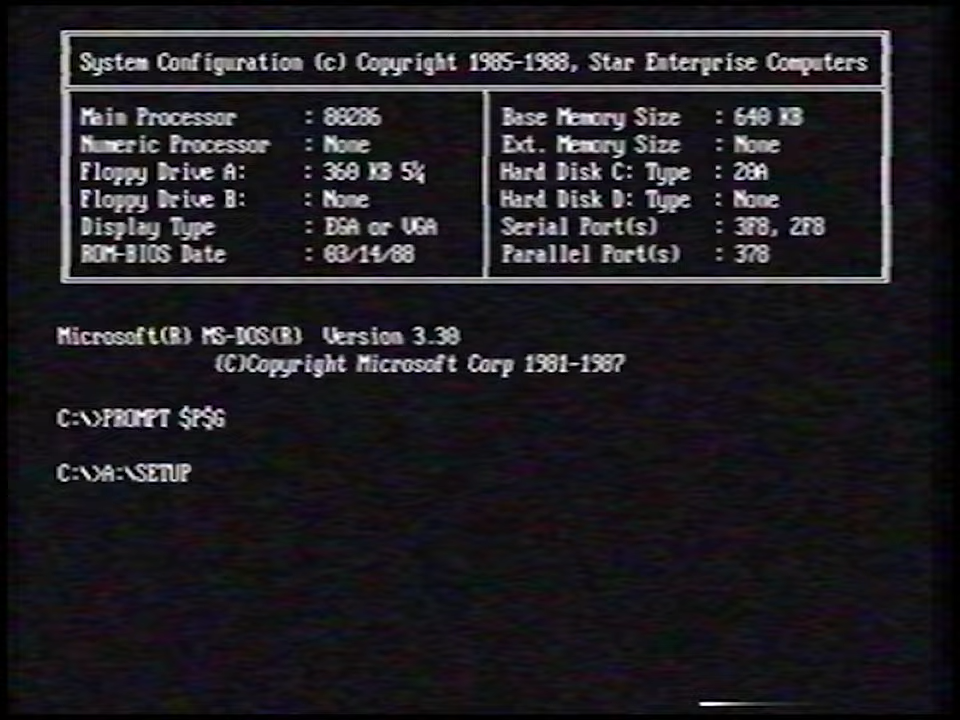 System Configuration (c) Copyright 1985-1988, Star Enterprise Computers
Main Processor : 80286
Numeric Processor : None
Floppy Drive A: : 360 KB 5¼
Floppy Drive B: : None
Display Type : EGA or VGA
ROM-BIOS Date : 03/14/88
Base Memory Size : 640 KB
Ext. Memory Size : None
Hard Disk C: Type : 20A
Hard Disk D: Type : None
Serial Port(s) : 3F8, 2F8
Parallel Port(s) : 378
Microsoft(R) MS-DOS(R) Version 3.30
(C)Copyright Microsoft Corp 1981-1987
C:\>PROMPT $P$G
C:\>A:\SETUP